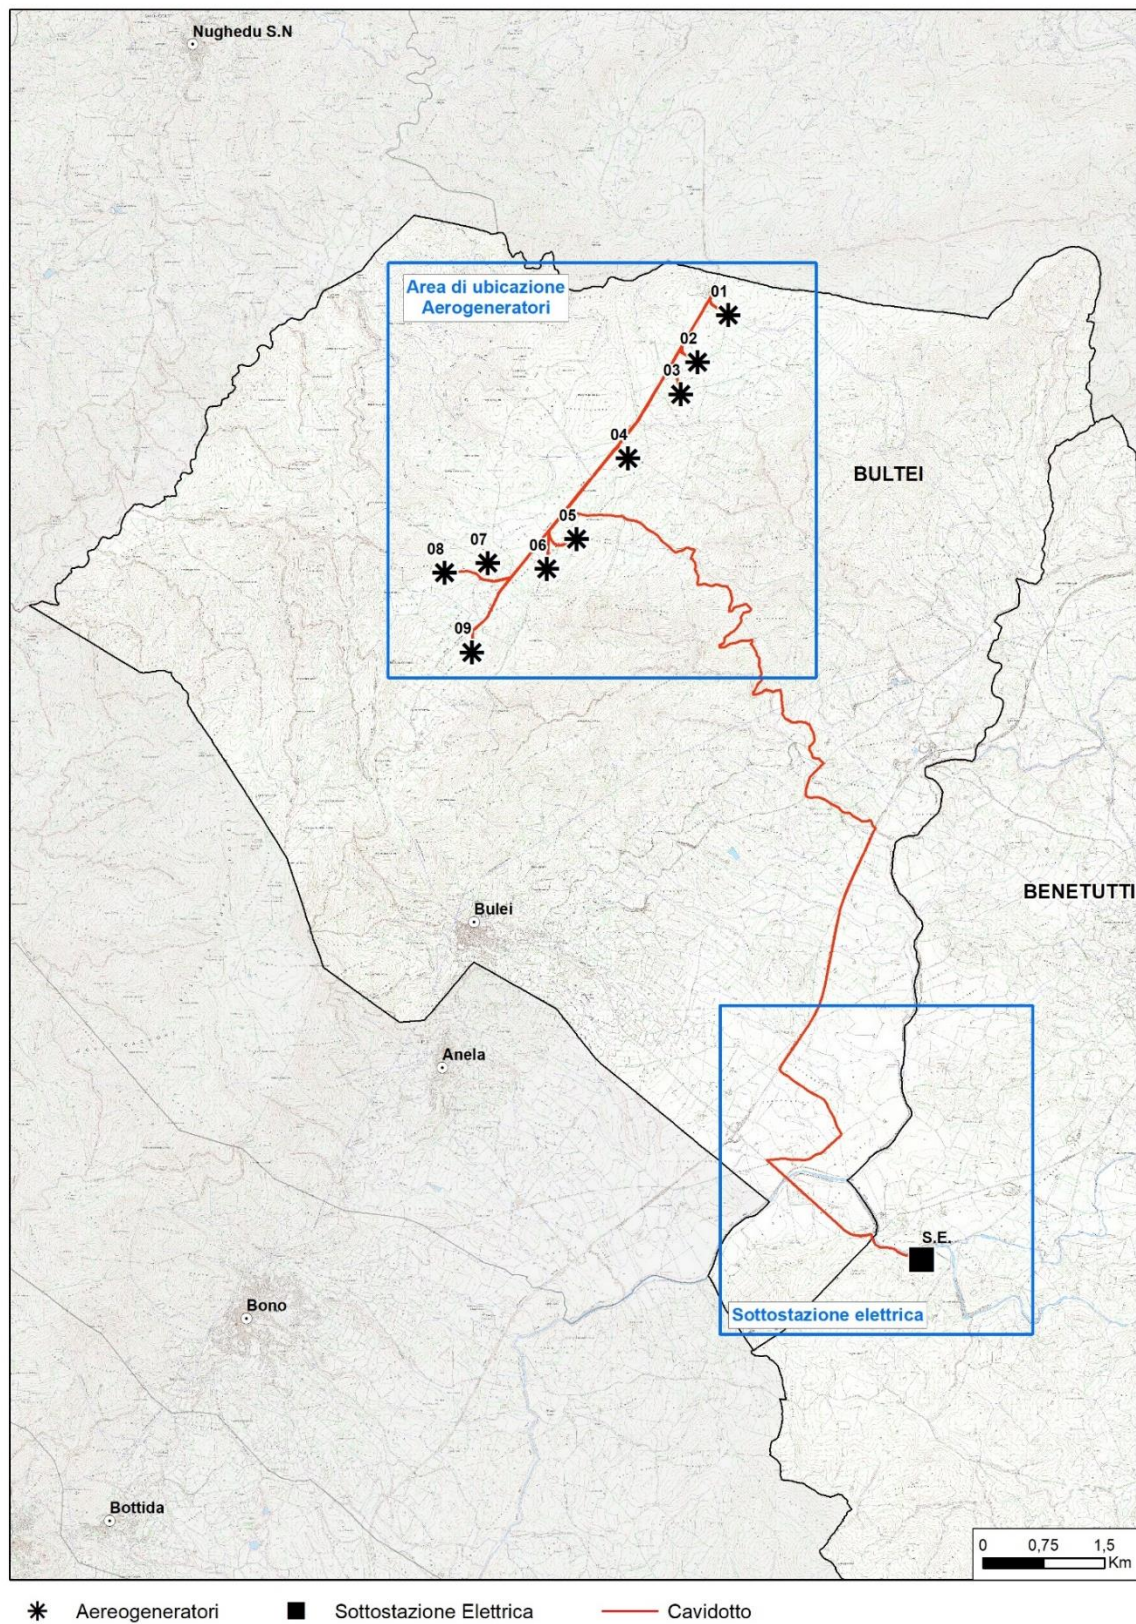 Nughedu S.N
Area di ubicazione
Aerogeneratori
01
02
03
04
BULTEI
05
06
07
08
09
BENETUTTI
Bulei
Anela
S.E.
Bono
Sottostazione elettrica
Bottida
0 0,75 1,5
Km
Aereogeneratori Sottostazione Elettrica Cavidotto